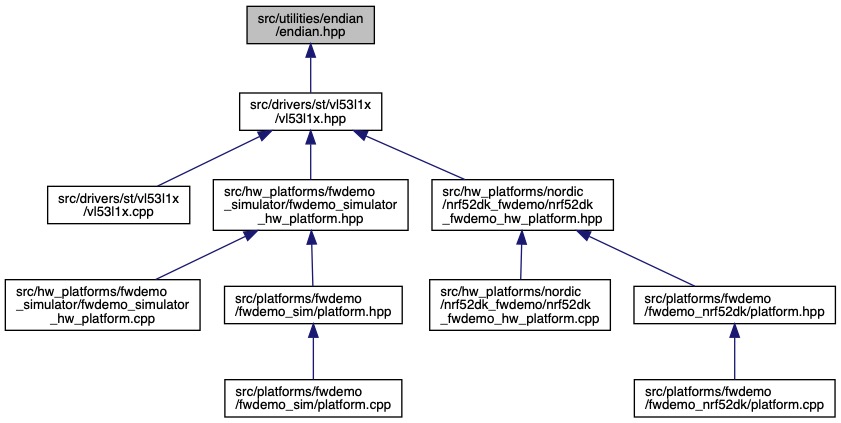 src/utilities/endian
/endian.hpp
src/drivers/st/vl53l1x
/vl53l1x.hpp
src/drivers/st/vl53l1x
/vl53l1x.cpp
src/hw_platforms/fwdemo
_simulator/fwdemo_simulator
_hw_platform.hpp
src/hw_platforms/nordic
/nrf52dk_fwdemo/nrf52dk
_fwdemo_hw_platform.hpp
src/hw_platforms/fwdemo
_simulator/fwdemo_simulator
_hw_platform.cpp
src/platforms/fwdemo
/fwdemo_sim/platform.hpp
src/hw_platforms/nordic
/nrf52dk_fwdemo/nrf52dk
_fwdemo_hw_platform.cpp
src/platforms/fwdemo
/fwdemo_nrf52dk/platform.hpp
src/platforms/fwdemo
/fwdemo_sim/platform.cpp
src/platforms/fwdemo
/fwdemo_nrf52dk/platform.cpp